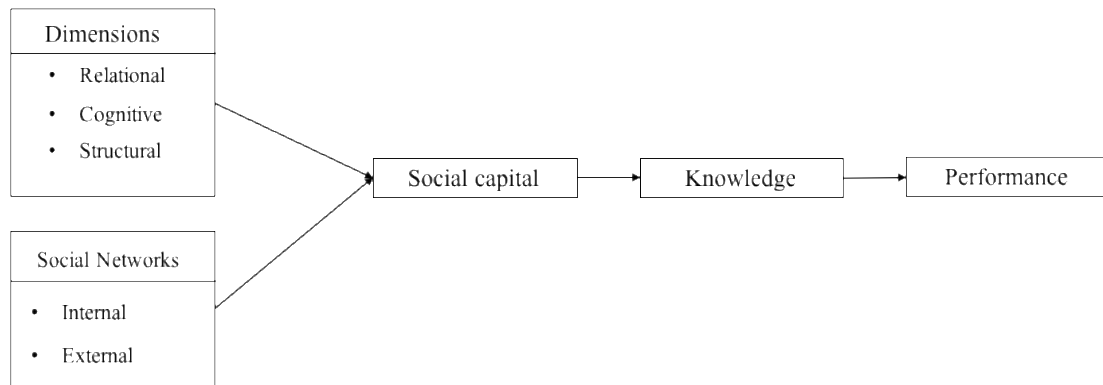 Dimensions
• Relational
• Cognitive
• Structural
Social capital
Knowledge
Performance
Social Networks
• Internal
• External